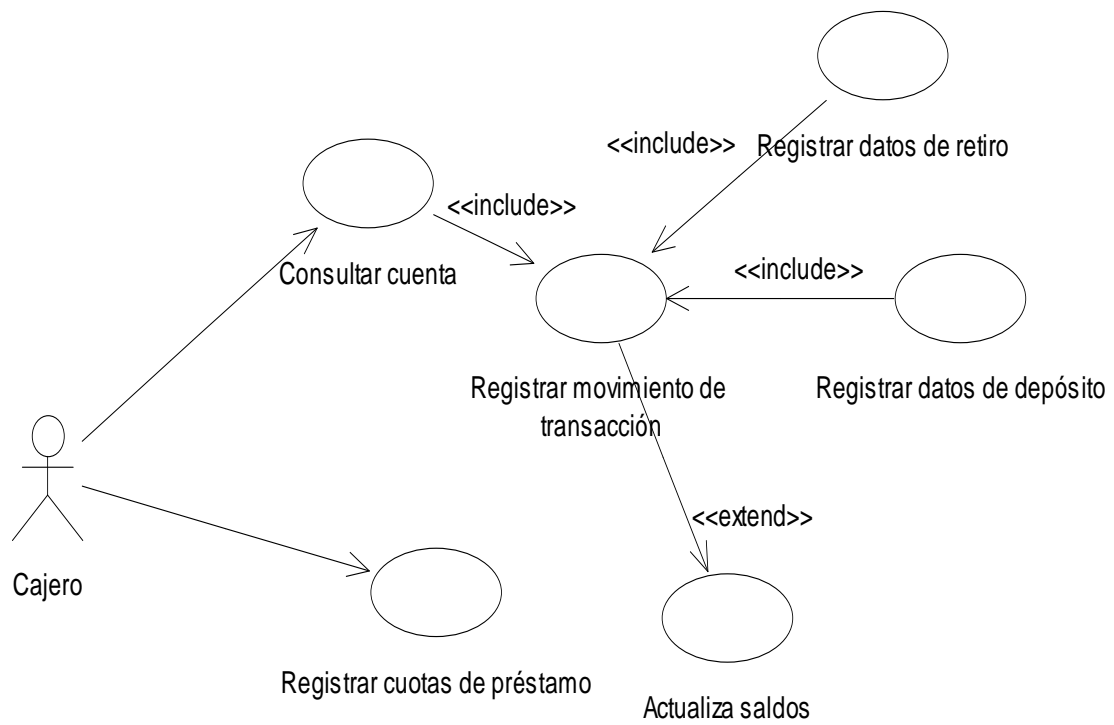 <<include>>
Registrar datos de retiro
<<include>>
Consultar cuenta
<<include>>
Registrar movimiento de
transacción
Registrar datos de depósito
<<extend>>
Cajero
Registrar cuotas de préstamo
Actualiza saldos